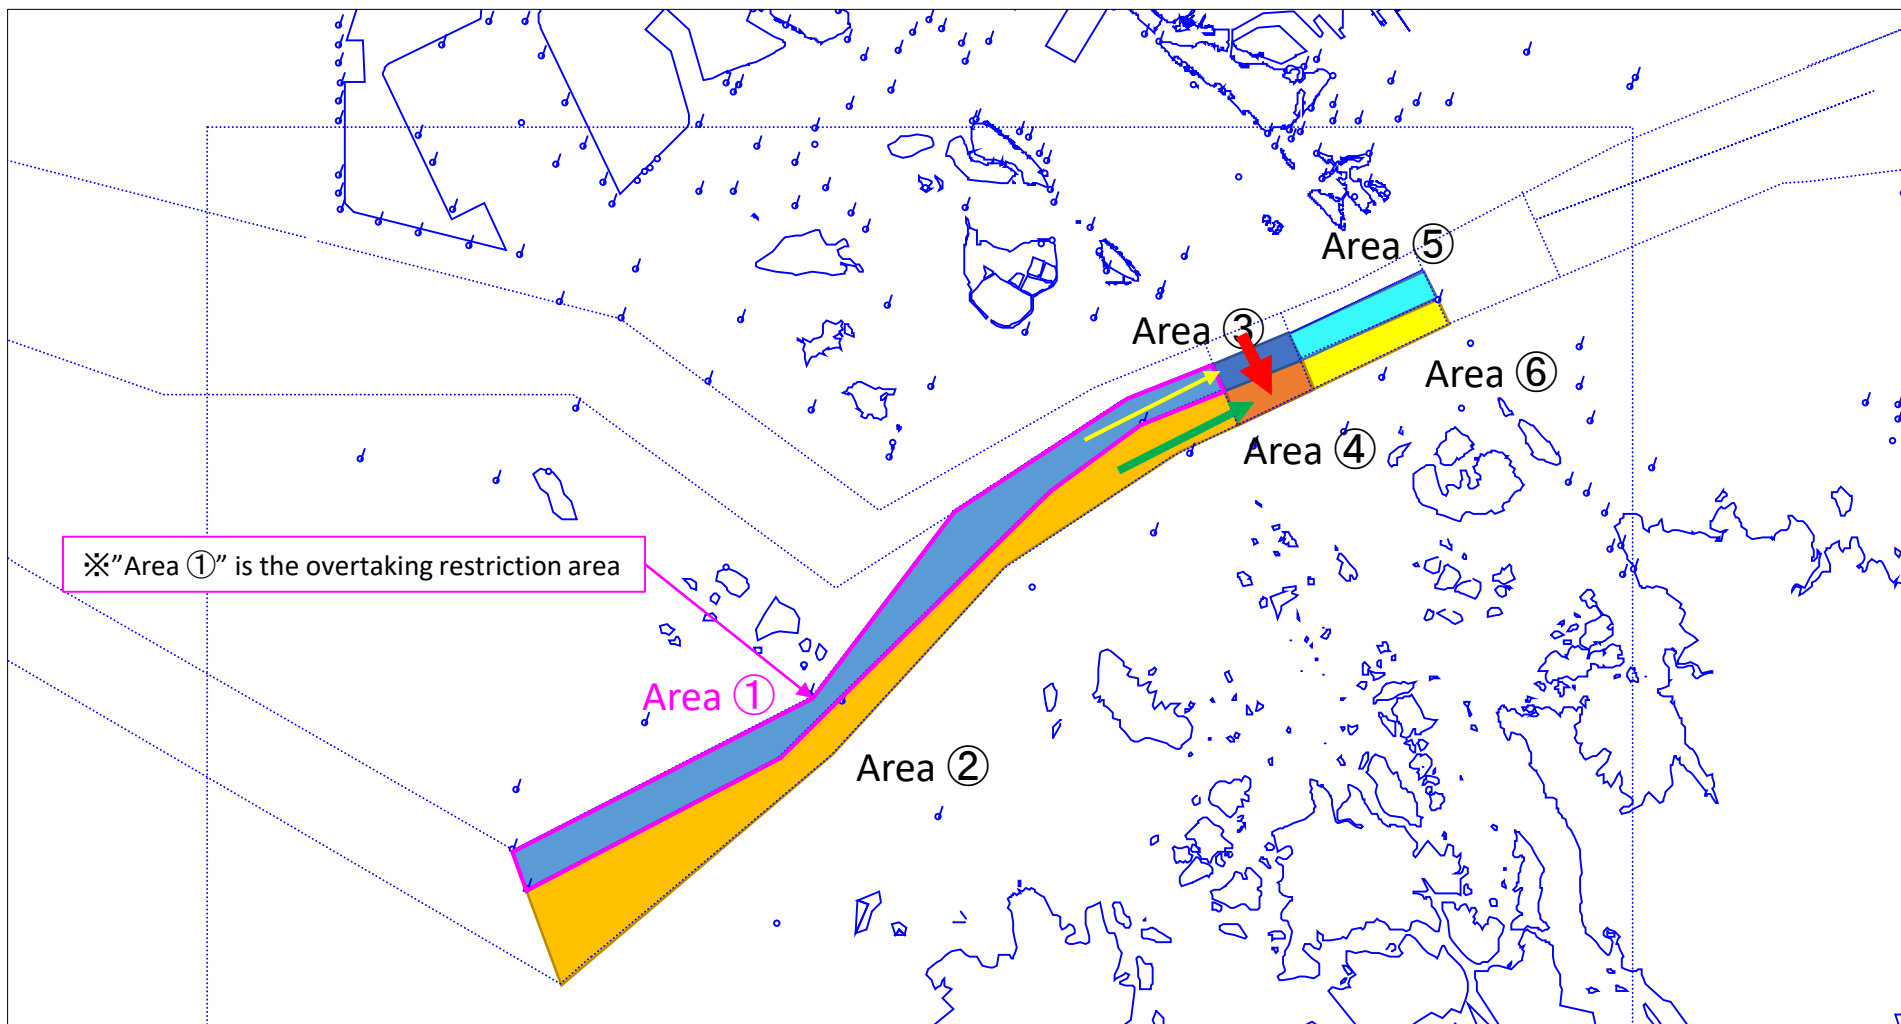 Area ⑤
Area ③
Area ⑥
Area ④
※”Area ①” is the overtaking restriction area
Area ①
Area ②